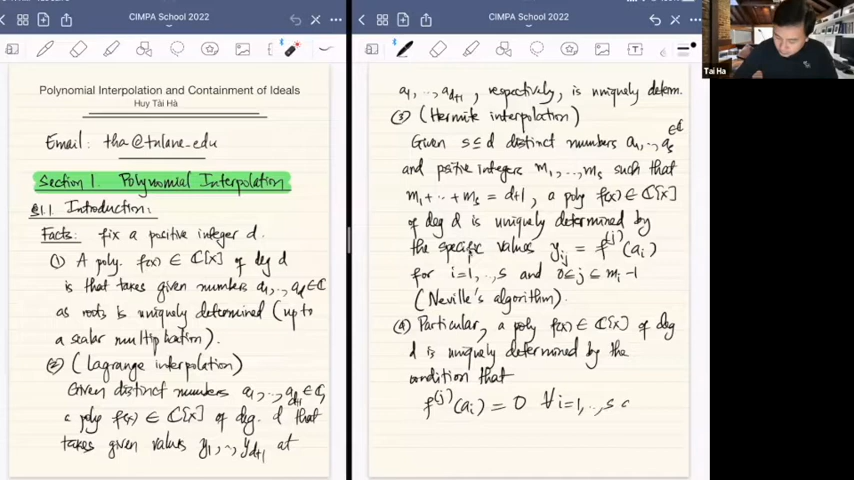 CIMPA School 2022
Polynomial Interpolation and Containment of Ideals
Huy Tài Hà
Email: tha@tulane.edu
Section 1. Polynomial Interpolation
§1.1 Introduction:
Facts: fix a positive integer d.
① A poly. f(x) ∈ ℂ[x] of deg d
is that takes given numbers a1,..,ad ∈ ℂ
as roots is uniquely determined (up to
a scalar multiplication).
② (Lagrange interpolation)
Given distinct numbers a1,..,ad+1 ∈ ℂ,
a poly f(x) ∈ ℂ[x] of deg. d that
takes given values y1,..,yd+1 at
CIMPA School 2022
a1,..,ad+1, respectively, is uniquely determ.
③ (Hermite interpolation)
Given s ≤ d distinct numbers a1,..,as ∈ ℂ
and positive integers m1,..,ms such that
m1+..+ms = d+1, a poly f(x) ∈ ℂ[x]
of deg d is uniquely determined by
the specific values yij = f^(j)(ai)
for i=1,..,s and 0≤j≤mi-1
(Neville's algorithm).
④ Particular, a poly f(x) ∈ ℂ[x] of deg
d is uniquely determined by the
condition that
f^(j)(ai) = 0 ∀i=1,..,s
Tai Ha